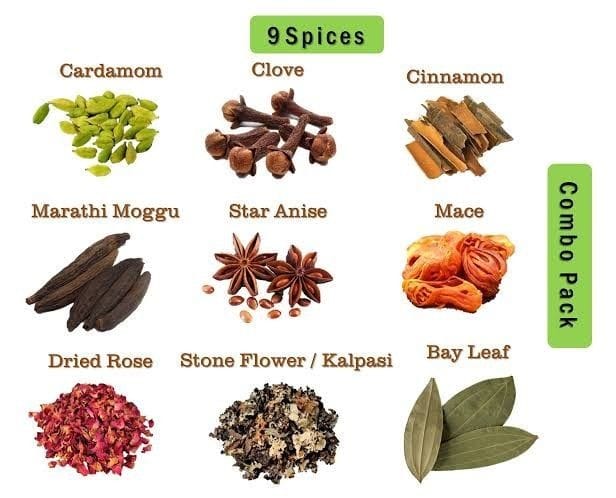 9 Spices
Cardamom
Clove
Cinnamon
Marathi Moggu
Star Anise
Mace
Combo Pack
Dried Rose
Stone Flower / Kalpasi
Bay Leaf